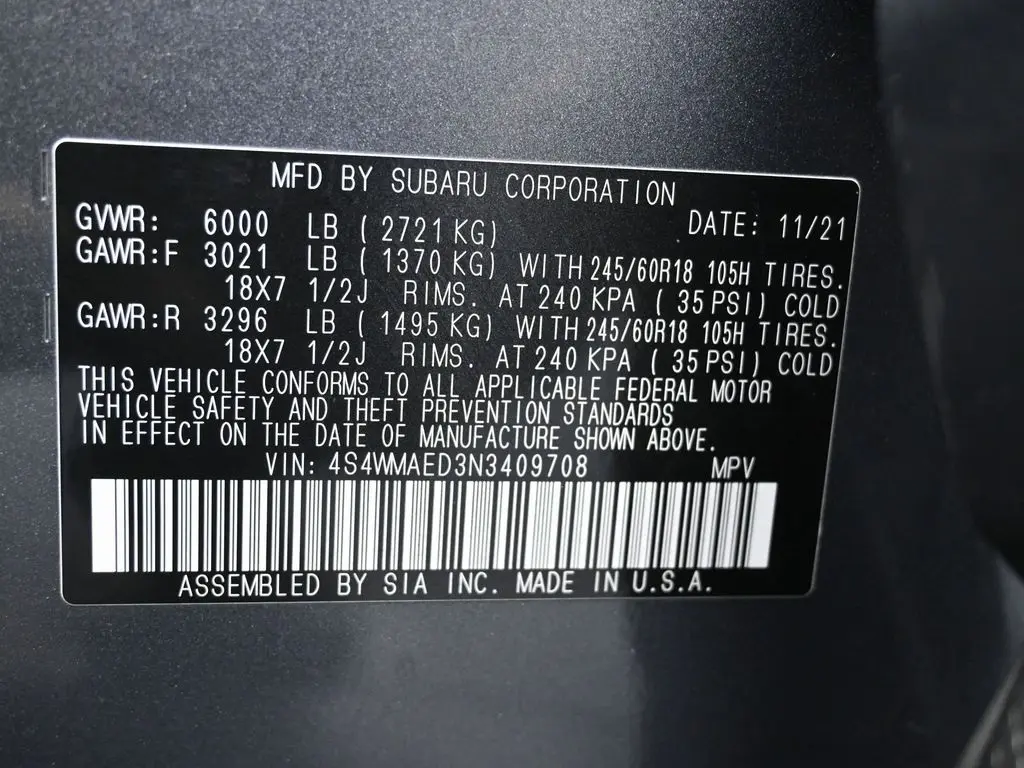 MFD BY SUBARU CORPORATION
GVWR: 6000 LB ( 2721 KG) DATE: 11/21
GAWR:F 3021 LB ( 1370 KG) WITH 245/60R18 105H TIRES.
18X7 1/2J RIMS. AT 240 KPA ( 35 PSI) COLD
GAWR:R 3296 LB ( 1495 KG) WITH 245/60R18 105H TIRES.
18X7 1/2J RIMS. AT 240 KPA ( 35 PSI) COLD
THIS VEHICLE CONFORMS TO ALL APPLICABLE FEDERAL MOTOR
VEHICLE SAFETY AND THEFT PREVENTION STANDARDS
IN EFFECT ON THE DATE OF MANUFACTURE SHOWN ABOVE.
VIN: 4S4WMAED3N3409708 MPV
ASSEMBLED BY SIA INC. MADE IN U.S.A.